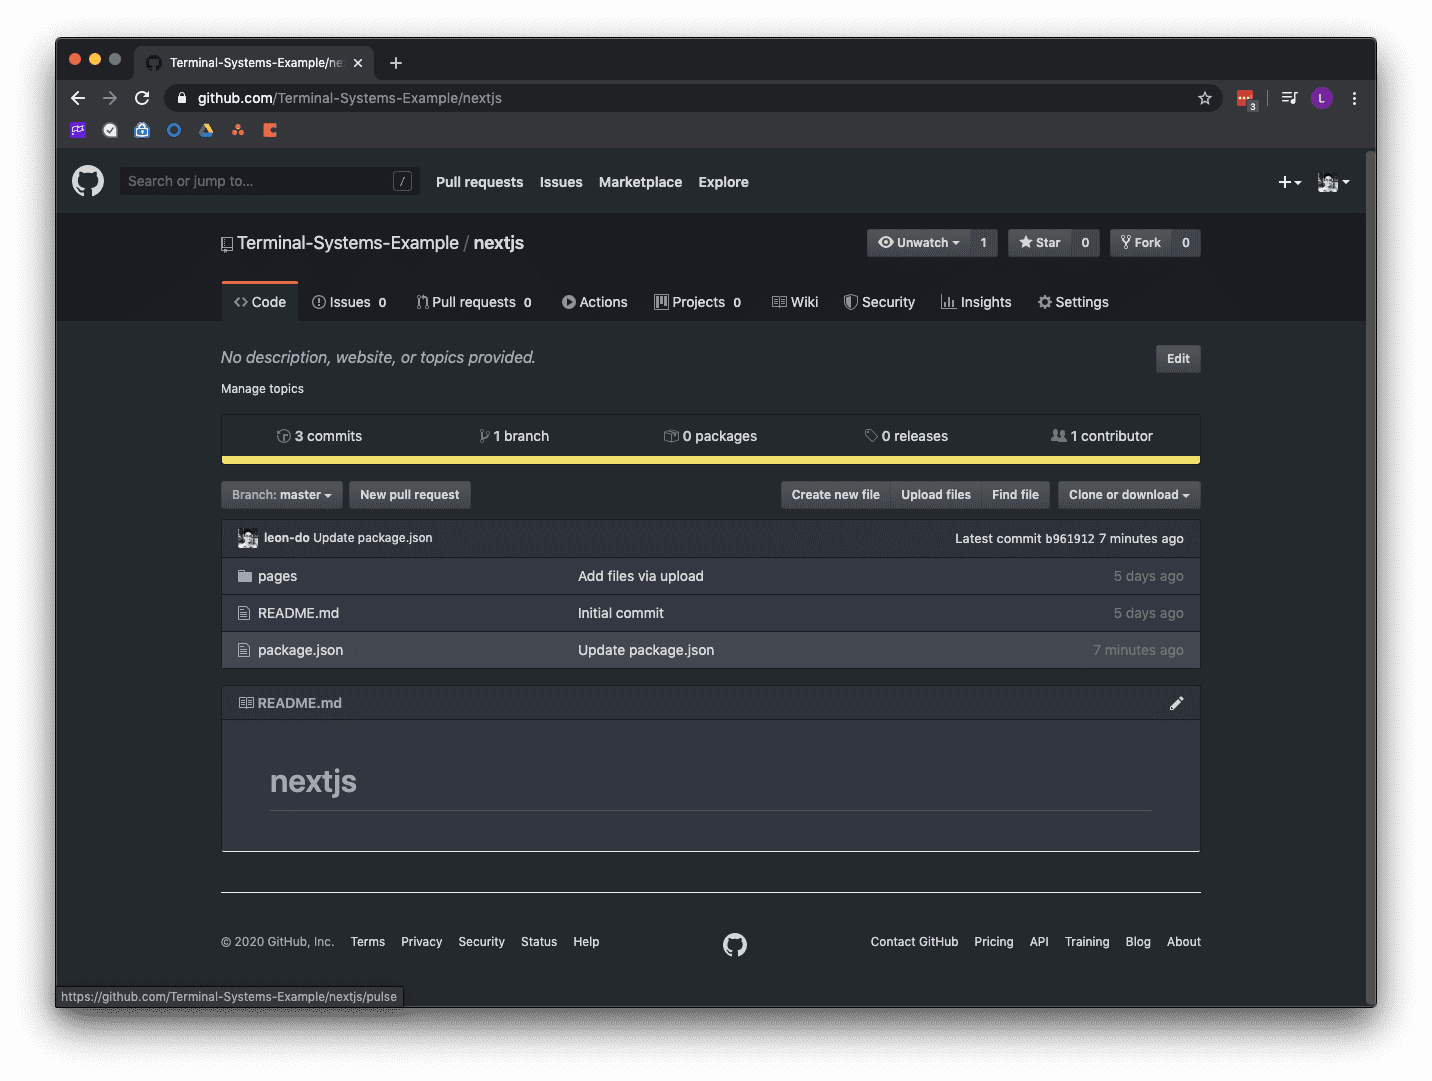 Terminal-Systems-Example/ne
github.com/Terminal-Systems-Example/nextjs
3
L
Search or jump to...
/
Pull requests Issues Marketplace Explore
Terminal-Systems-Example / nextjs
Unwatch 1
Star 0
Fork 0
Code
Issues 0
Pull requests 0
Actions
Projects 0
Wiki
Security
Insights
Settings
No description, website, or topics provided.
Edit
Manage topics
3 commits
1 branch
0 packages
0 releases
1 contributor
Branch: master
New pull request
Create new file
Upload files
Find file
Clone or download
leon-do Update package.json
Latest commit b961912 7 minutes ago
pages Add files via upload 5 days ago
README.md Initial commit 5 days ago
package.json Update package.json 7 minutes ago
README.md
nextjs
© 2020 GitHub, Inc. Terms Privacy Security Status Help
Contact GitHub Pricing API Training Blog About
https://github.com/Terminal-Systems-Example/nextjs/pulse